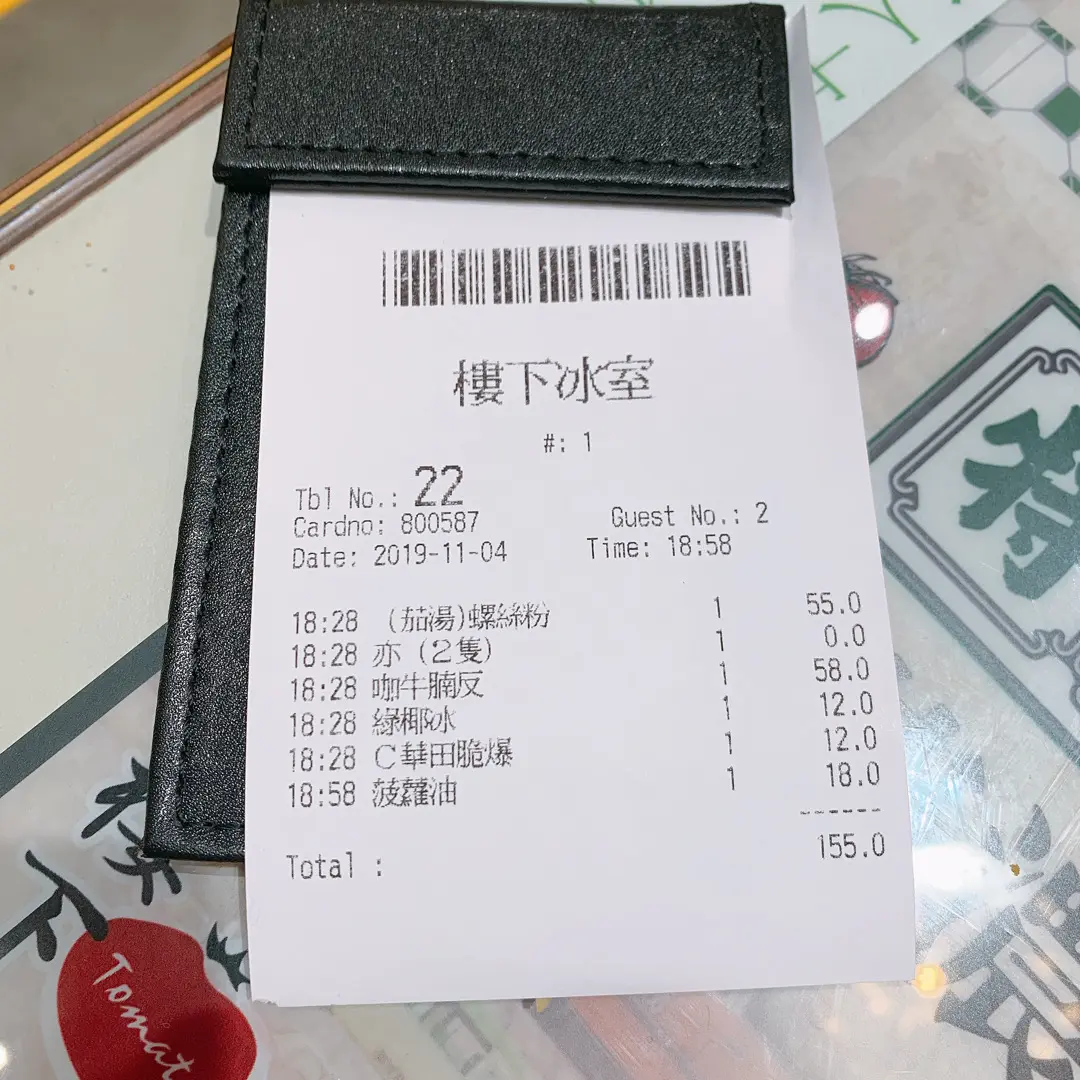 樓下冰室
#: 1
Tbl No.: 22
Cardno: 800587 Guest No.: 2
Date: 2019-11-04 Time: 18:58
18:28 (茄湯)螺絲粉 1 55.0
18:28 亦 (2隻) 1 0.0
18:28 咖牛腩反 1 58.0
18:28 綠椰冰 1 12.0
18:28 C華田脆爆 1 12.0
18:58 菠蘿油 1 18.0
Total : 155.0
樓下
Tomat